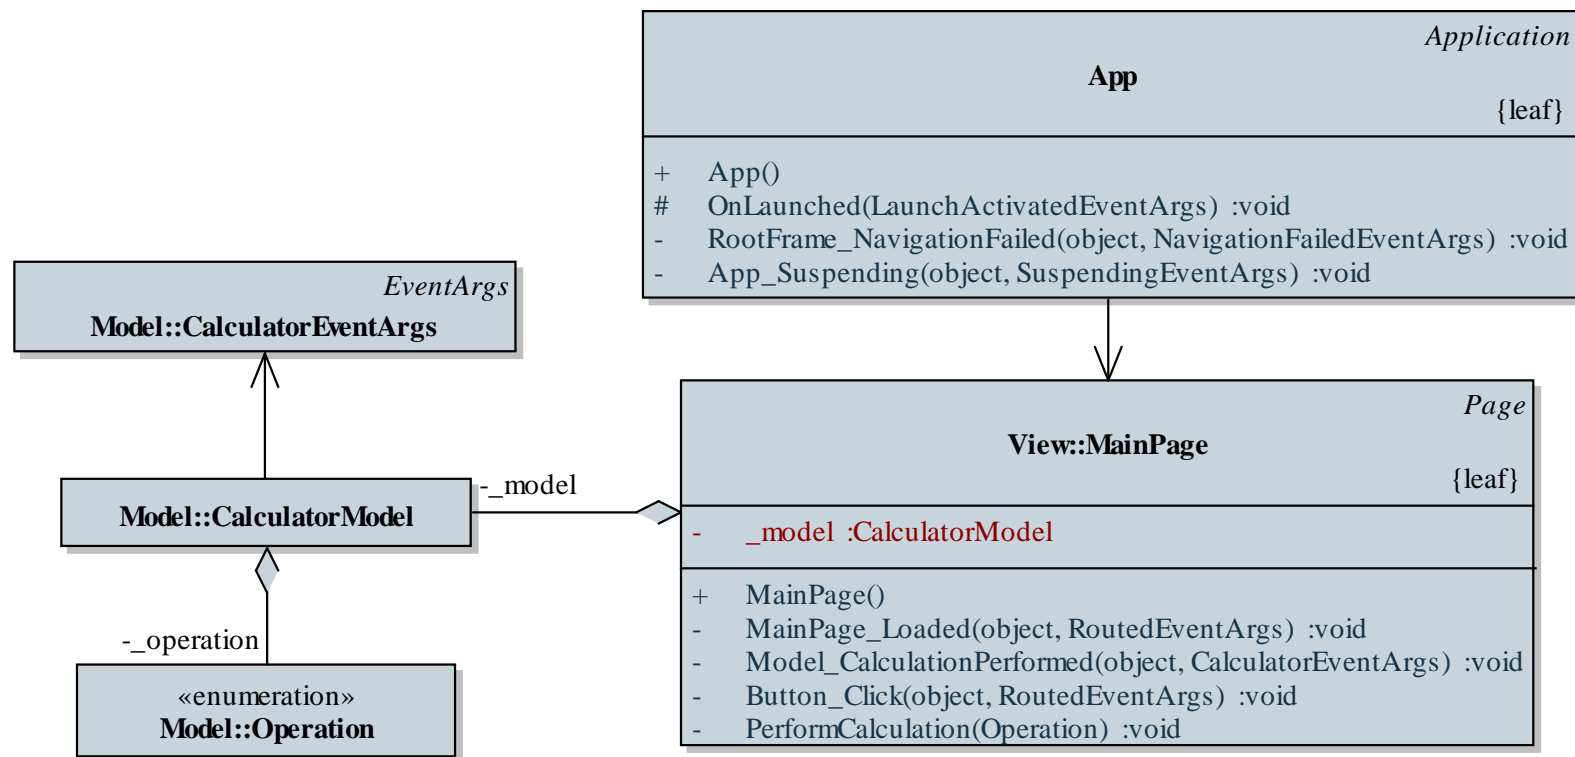 Application
App
{leaf}
+ App()
# OnLaunched(LaunchActivatedEventArgs) :void
- RootFrame_NavigationFailed(object, NavigationFailedEventArgs) :void
- App_Suspending(object, SuspendingEventArgs) :void
EventArgs
Model::CalculatorEventArgs
Page
View::MainPage
{leaf}
- _model :CalculatorModel
+ MainPage()
- MainPage_Loaded(object, RoutedEventArgs) :void
- Model_CalculationPerformed(object, CalculatorEventArgs) :void
- Button_Click(object, RoutedEventArgs) :void
- PerformCalculation(Operation) :void
-_model
Model::CalculatorModel
-_operation
«enumeration»
Model::Operation